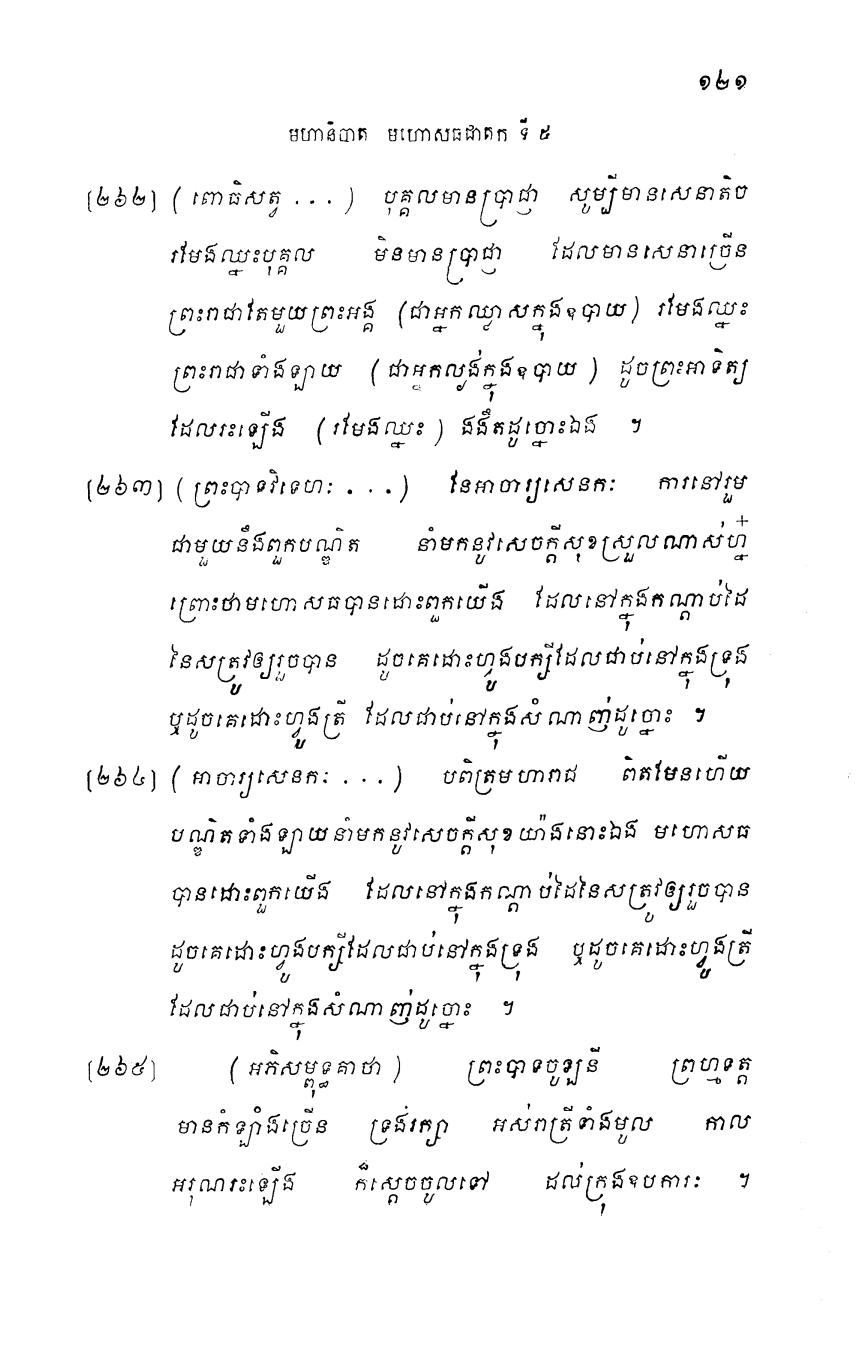 ១២១
មហានិបាត មហោសធជាតក ទី ៥
[២៦២] ( ពោធិសត្វ . . . ) បុគ្គលមានប្រាជ្ញា សូម្បីមានសេនាតិច
រមែងឈ្នះបុគ្គល មិនមានប្រាជ្ញា ដែលមានសេនាច្រើន
ព្រះរាជាតែមួយព្រះអង្គ (ជាអ្នកឈ្លាសក្នុងឧបាយ) រមែងឈ្នះ
ព្រះរាជាទាំងឡាយ (ជាអ្នកល្ងង់ក្នុងឧបាយ ) ដូចព្រះអាទិត្យ
ដែលរះឡើង (រមែងឈ្នះ ) ងងឹតដូច្នោះឯង ។
[២៦៣] ( ព្រះបាទវិទេហៈ . . . ) នែអាចារ្យសេនកៈ ការនៅរួម
ជាមួយនឹងពួកបណ្ឌិត នាំមកនូវសេចក្តីសុខស្រួលណាស់ហ្ន៎
ព្រោះថាមហោសធបានដោះពួកយើង ដែលនៅក្នុងកណ្តាប់ដៃ
នៃសត្រូវឲ្យរួចបាន ដូចគេដោះហ្វូងបក្សីដែលជាប់នៅក្នុងទ្រុង
ឬដូចគេដោះហ្វូងត្រី ដែលជាប់នៅក្នុងសំណាញ់ដូច្នោះ ។
[២៦៤] ( អាចារ្យសេនកៈ . . . ) បពិត្រមហារាជ ពិតមែនហើយ
បណ្ឌិតទាំងឡាយនាំមកនូវសេចក្តីសុខយ៉ាងនោះឯង មហោសធ
បានដោះពួកយើង ដែលនៅក្នុងកណ្តាប់ដៃនៃសត្រូវឲ្យរួចបាន
ដូចគេដោះហ្វូងបក្សីដែលជាប់នៅក្នុងទ្រុង ឬដូចគេដោះហ្វូងត្រី
ដែលជាប់នៅក្នុងសំណាញ់ដូច្នោះ ។
[២៦៥] ( អភិសម្ពុទ្ធគាថា ) ព្រះបាទចូឡនី ព្រហ្មទត្ត
មានកំឡាំងច្រើន ទ្រង់រក្សា អស់រាត្រីទាំងមូល កាល
អរុណរះឡើង ក៏ស្តេចចូលទៅ ដល់ក្រុងឧបការៈ ។